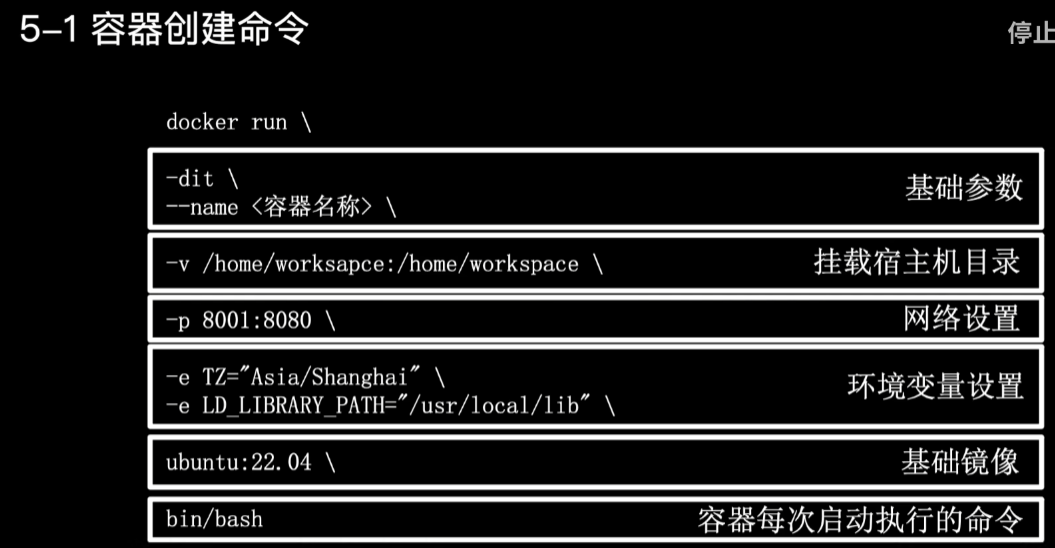 5-1 容器创建命令
停止
docker run \
-dit \
--name <容器名称> \
基础参数
-v /home/worksapce:/home/workspace \
挂载宿主机目录
-p 8001:8080 \
网络设置
-e TZ="Asia/Shanghai" \
-e LD_LIBRARY_PATH="/usr/local/lib" \
环境变量设置
ubuntu:22.04 \
基础镜像
bin/bash
容器每次启动执行的命令